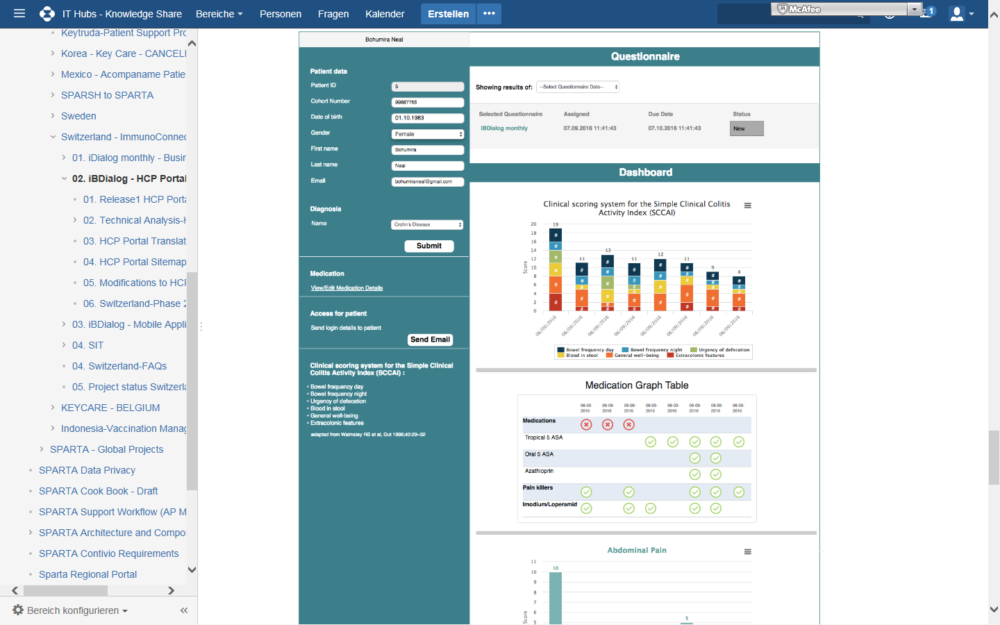 IT Hubs - Knowledge Share
Bereiche
Personen
Fragen
Kalender
Erstellen
•••
McAfee
1
Keytruda-Patient Support Pro
Korea - Key Care - CANCELL
Mexico - Acompaname Patie
SPARSH to SPARTA
Sweden
Switzerland - ImmunoConnec
01. iDialog monthly - Busir
02. iBDialog - HCP Portal
01. Release1 HCP Porta
02. Technical Analysis-H
03. HCP Portal Translat
04. HCP Portal Sitemap
05. Modifications to HCP
06. Switzerland-Phase 2
03. iBDialog - Mobile Appli
04. SIT
04. Switzerland-FAQs
05. Project status Switzerla
KEYCARE - BELGIUM
Indonesia-Vaccination Manag
SPARTA - Global Projects
SPARTA Data Privacy
SPARTA Cook Book - Draft
SPARTA Support Workflow (AP M
SPARTA Architecture and Compo
SPARTA Contivio Requirements
Sparta Regional Portal
Bereich konfigurieren
Bohumira Neal
Patient data
Patient ID 5
Cohort Number 99887766
Date of birth 01.10.1983
Gender Female
First name Bohumira
Last name Neal
Email bohumiraneal@gmail.com
Diagnosis
Name Crohn's Disease
Submit
Medication
View/Edit Medication Details
Access for patient
Send login details to patient
Send Email
Clinical scoring system for the Simple Clinical
Colitis Activity Index (SCCAI) :
• Bowel frequency day
• Bowel frequency night
• Urgency of defecation
• Blood in stool
• General well-being
• Extracolonic features
adapted from Walmsley RS et al, Gut 1998;43:29–32
Questionnaire
Showing results of: --Select Questionnaire Date--
Selected Questionnaire Assigned Due Date Status
iBDialog monthly 07.09.2016 11:41:43 07.10.2016 11:41:43 New
Dashboard
Clinical scoring system for the Simple Clinical Colitis
Activity Index (SCCAI)
Score
20
18
16
14
12
10
8
6
4
2
0
19 11 13 11 12 11 9 8
# # # # # #
# # # #
# # # # # #
# # # # #
# # # #
# # # # #
# # # #
# # # #
06/09/2016 06/09/2016 06/09/2016 06/09/2016 06/09/2016 06/09/2016 06/09/2016 06/09/2016
Bowel frequency day Bowel frequency night Urgency of defecation
Blood in stool General well-being Extracolonic features
Medication Graph Table
06-09- 06-09- 06-09- 06-09- 06-09- 06-09- 06-09- 06-09-
2016 2016 2016 2016 2016 2016 2016 2016
Medications
Tropical 5 ASA
Oral 5 ASA
Azathioprin
Pain killers
Imodium/Loperamid
Abdominal Pain
Score
11
10
9
8
7
6
5
10
5